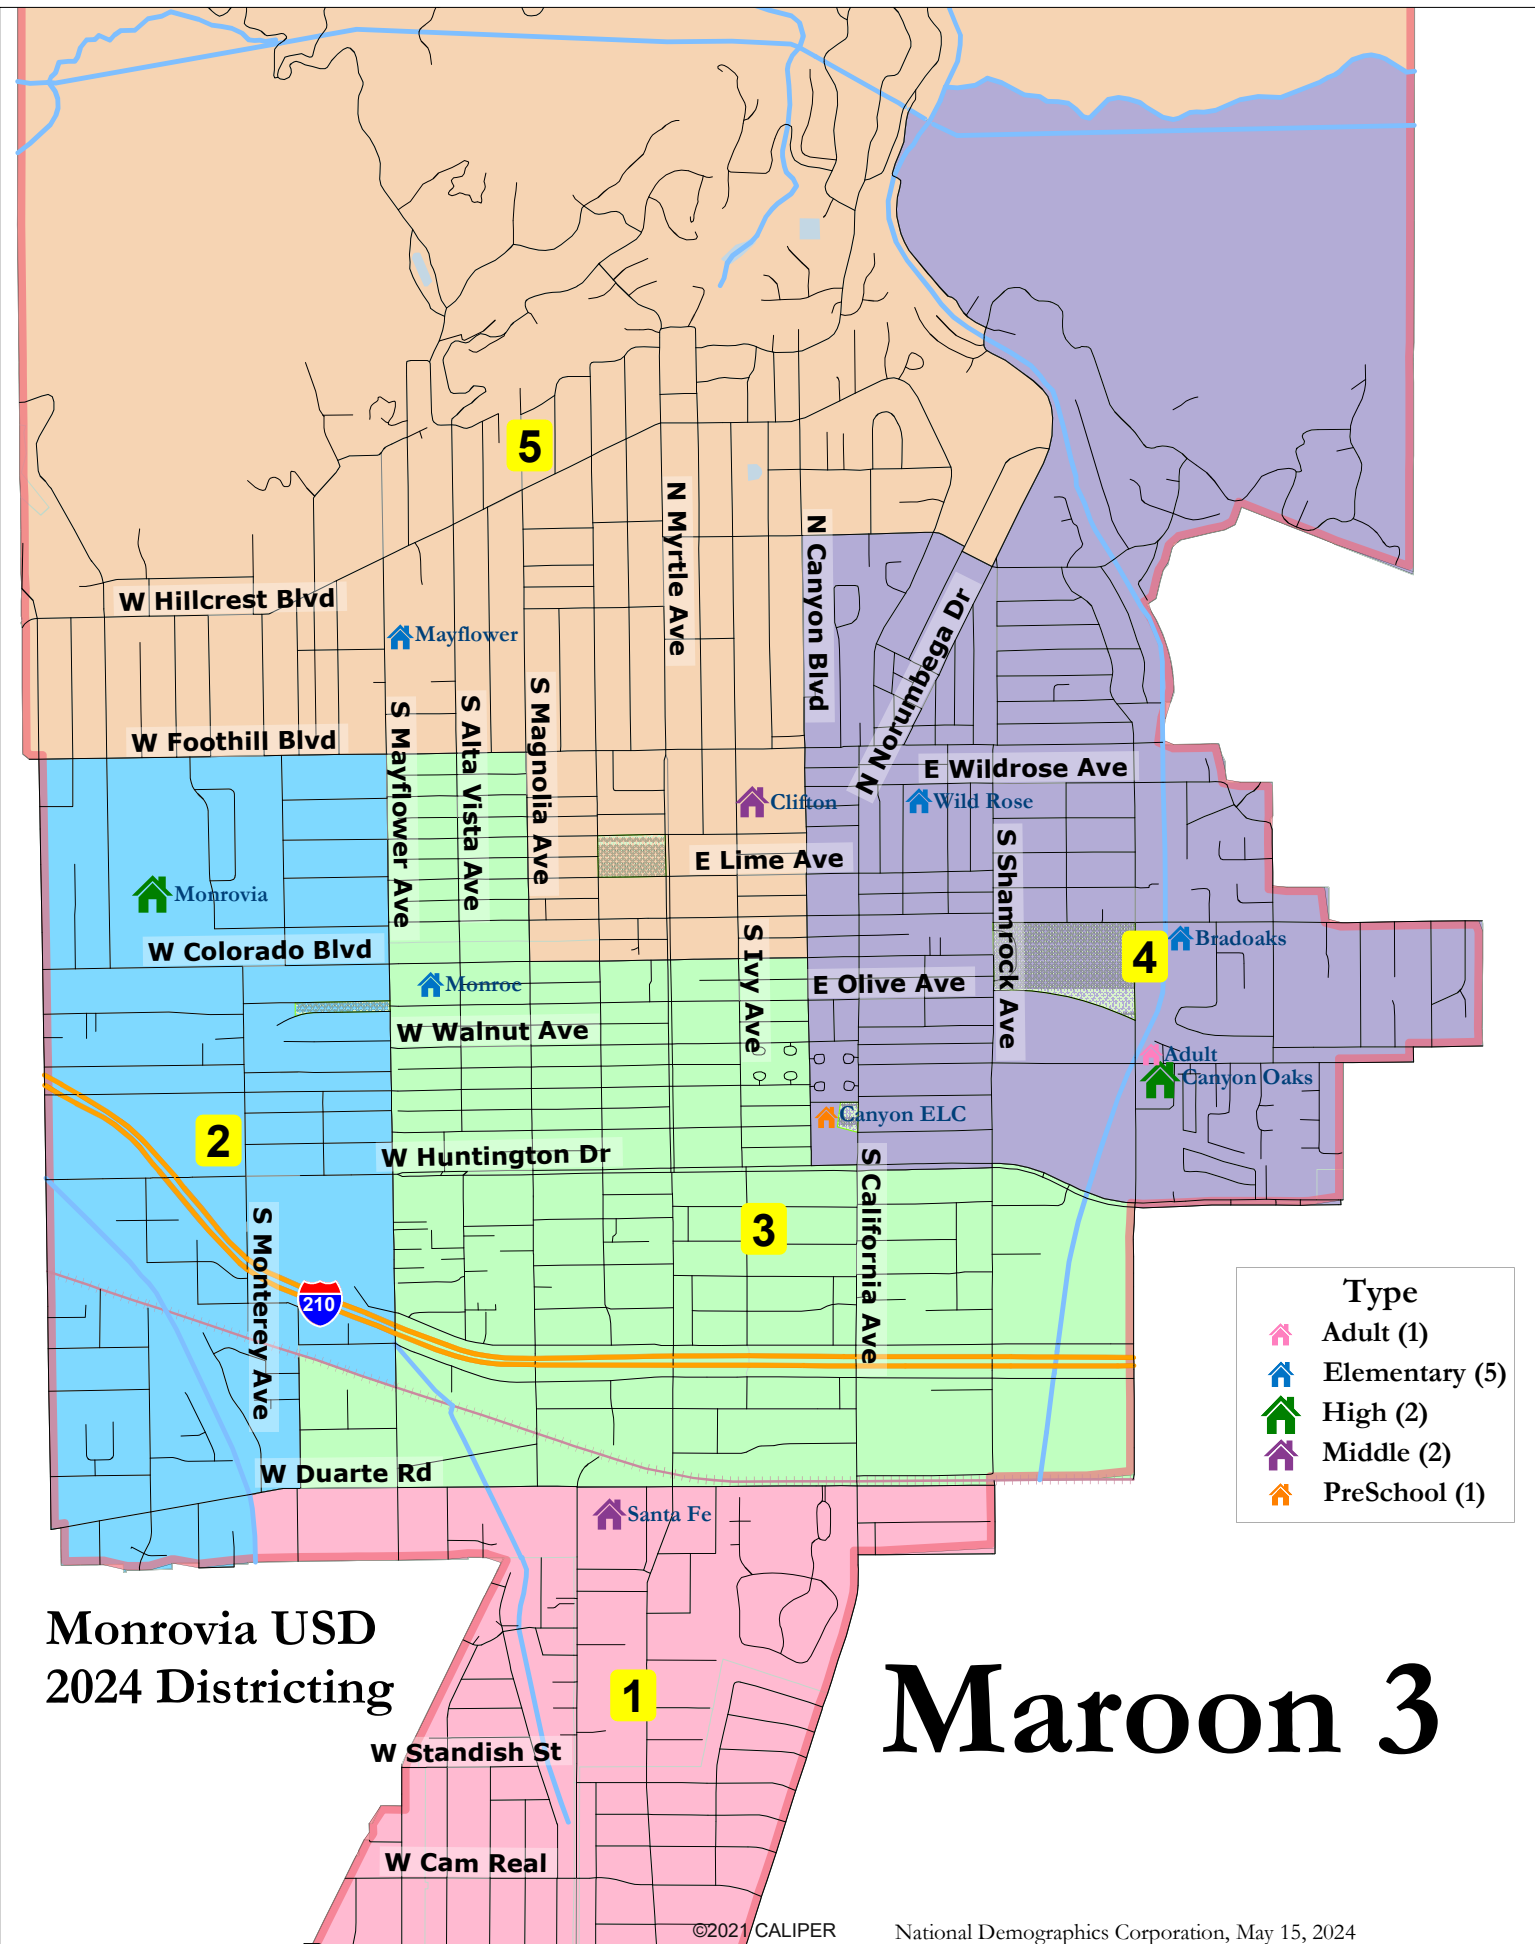 5
N Myrtle Ave
N Canyon Blvd
W Hillcrest Blvd
Mayflower
N Norumbega Dr
S Magnolia Ave
S Alta Vista Ave
S Mayflower Ave
W Foothill Blvd
E Wildrose Ave
Clifton
Wild Rose
S Shamrock Ave
E Lime Ave
Monrovia
S Ivy Ave
W Colorado Blvd
4
Bradoaks
Monroe
E Olive Ave
W Walnut Ave
Adult
Canyon Oaks
Canyon ELC
2
W Huntington Dr
S California Ave
S Monterey Ave
3
210
Type
Adult (1)
Elementary (5)
High (2)
Middle (2)
PreSchool (1)
W Duarte Rd
Santa Fe
Monrovia USD
2024 Districting
1
Maroon 3
W Standish St
W Cam Real
©2021 CALIPER
National Demographics Corporation, May 15, 2024